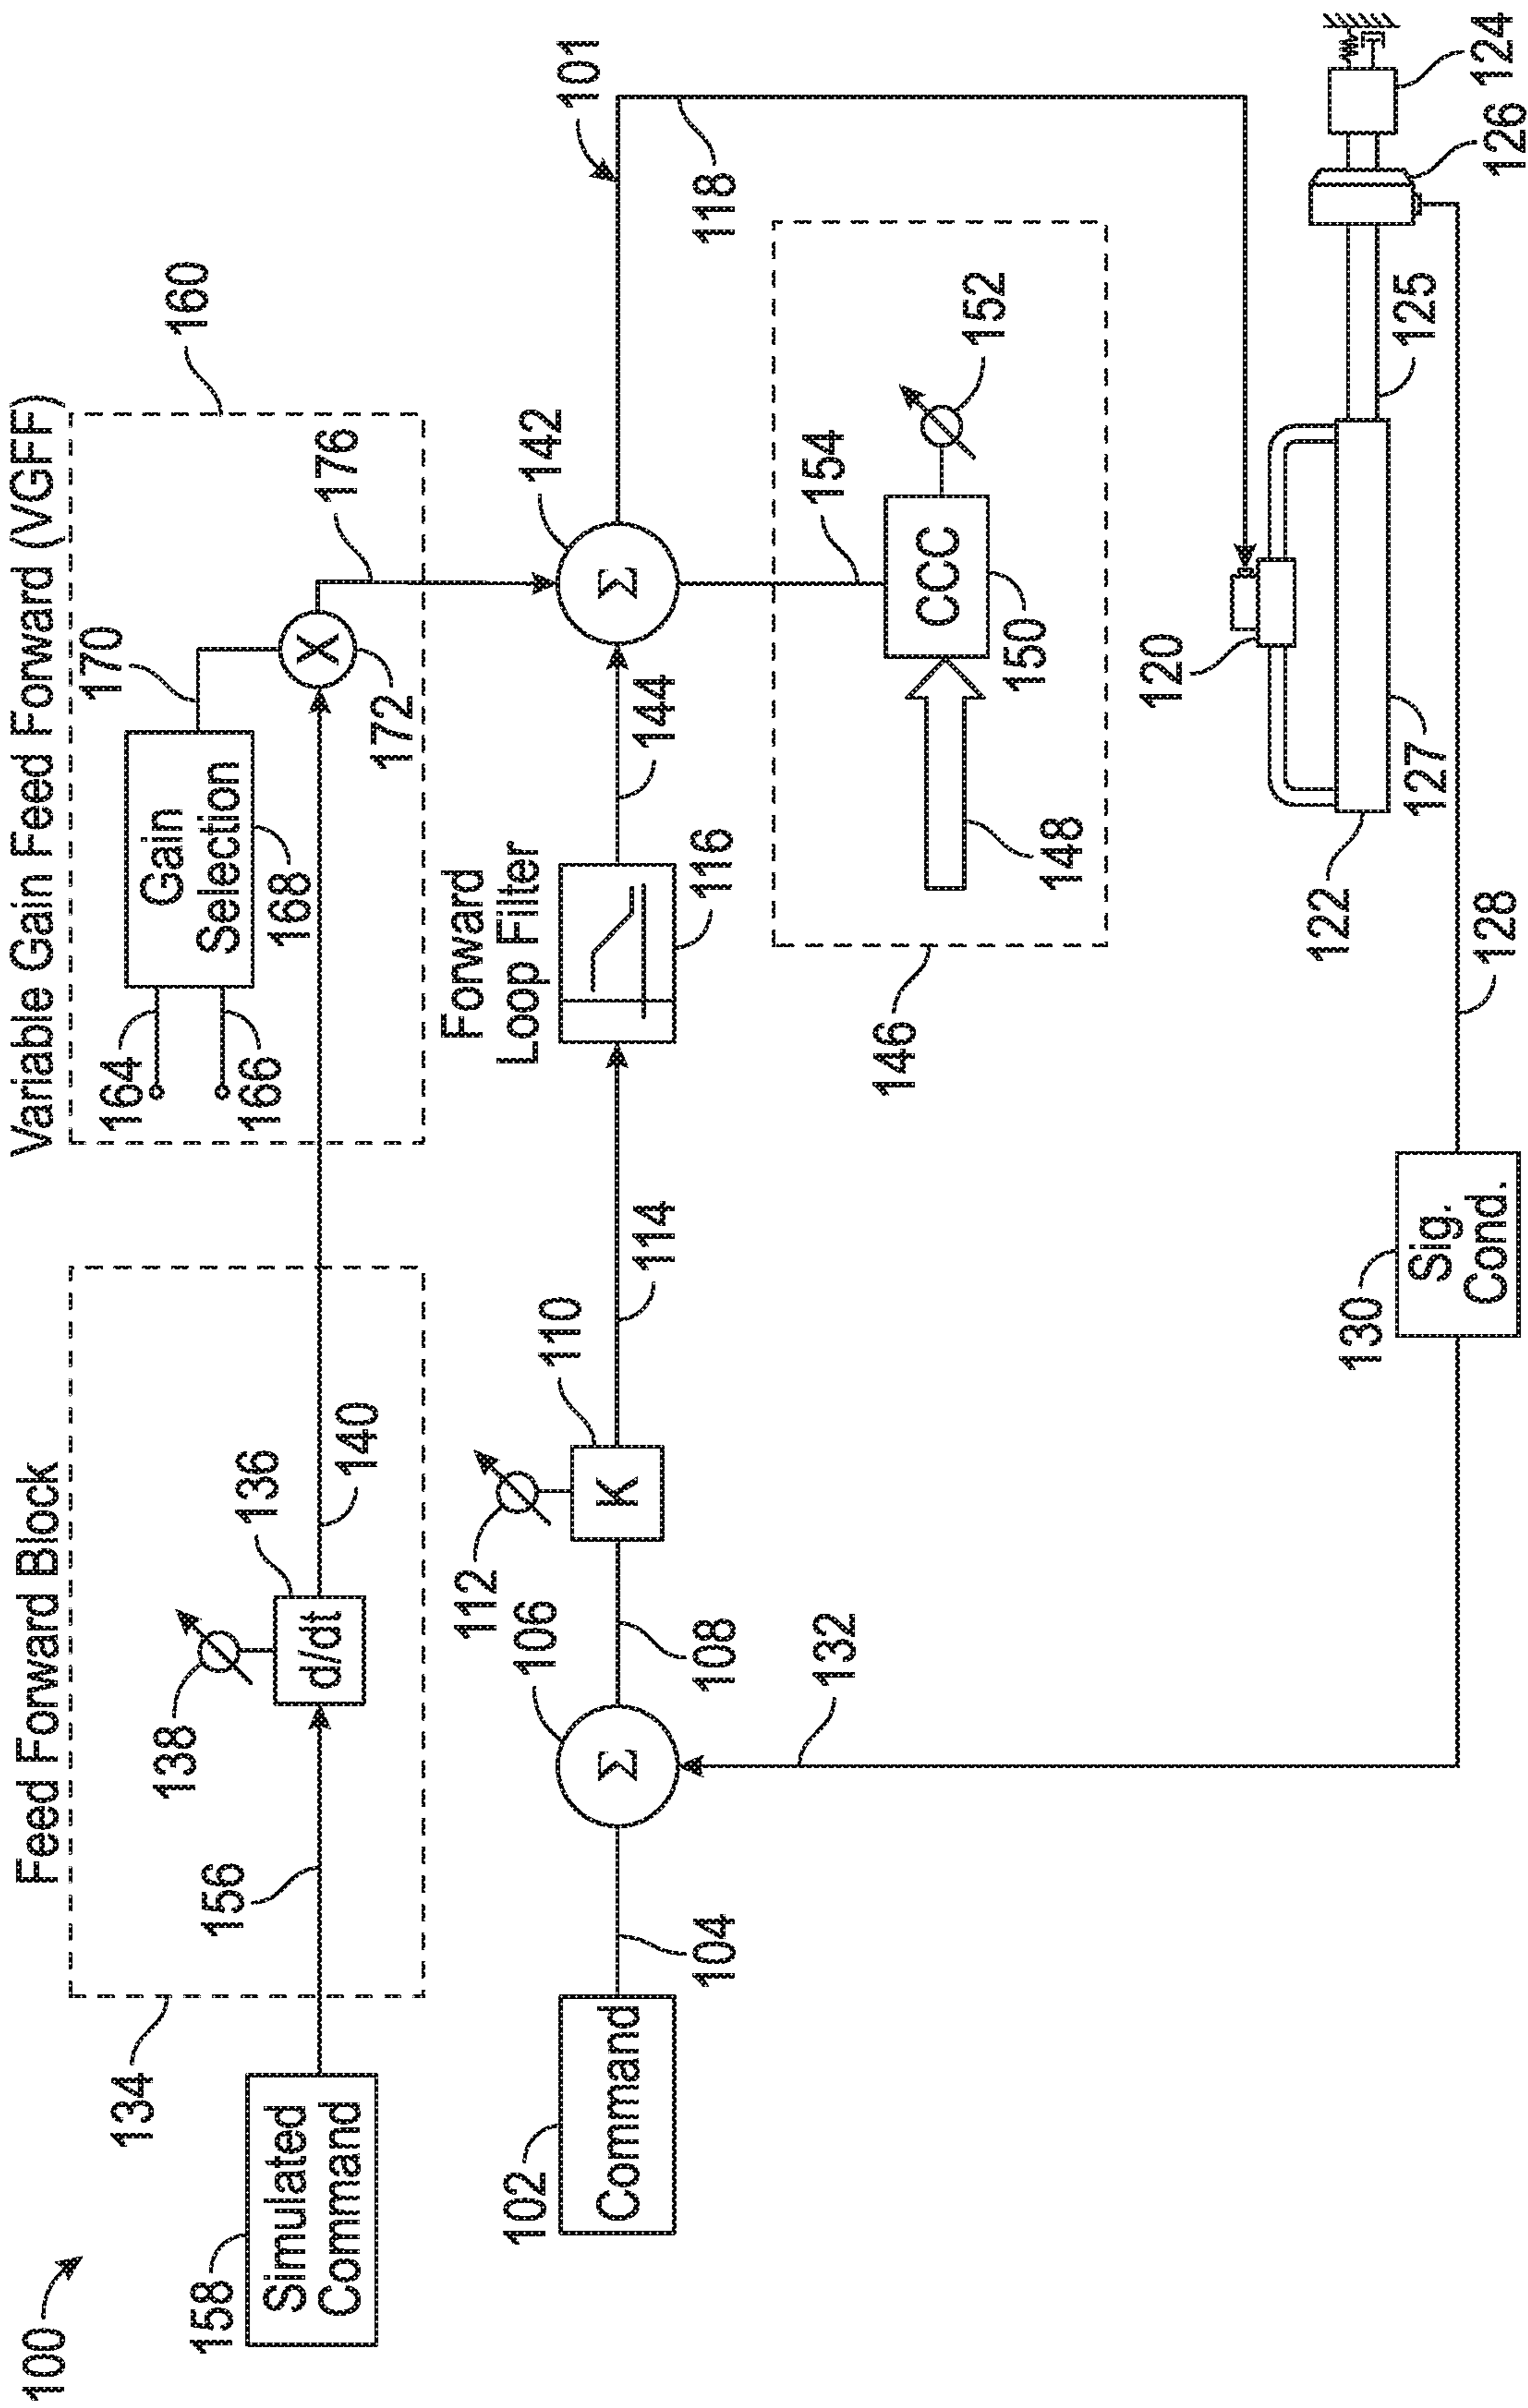 100
Feed Forward Block
Variable Gain Feed Forward (VGFF)
158
Simulated
Command
134
156
138
d/dt
136
140
164
166
Gain
Selection
168
170
X
172
176
160
102
Command
104
106
Σ
108
112
K
110
114
Forward
Loop Filter
116
144
142
Σ
101
118
132
146
148
CCC
150
154
152
130
Sig.
Cond.
128
122
127
120
125
126
124